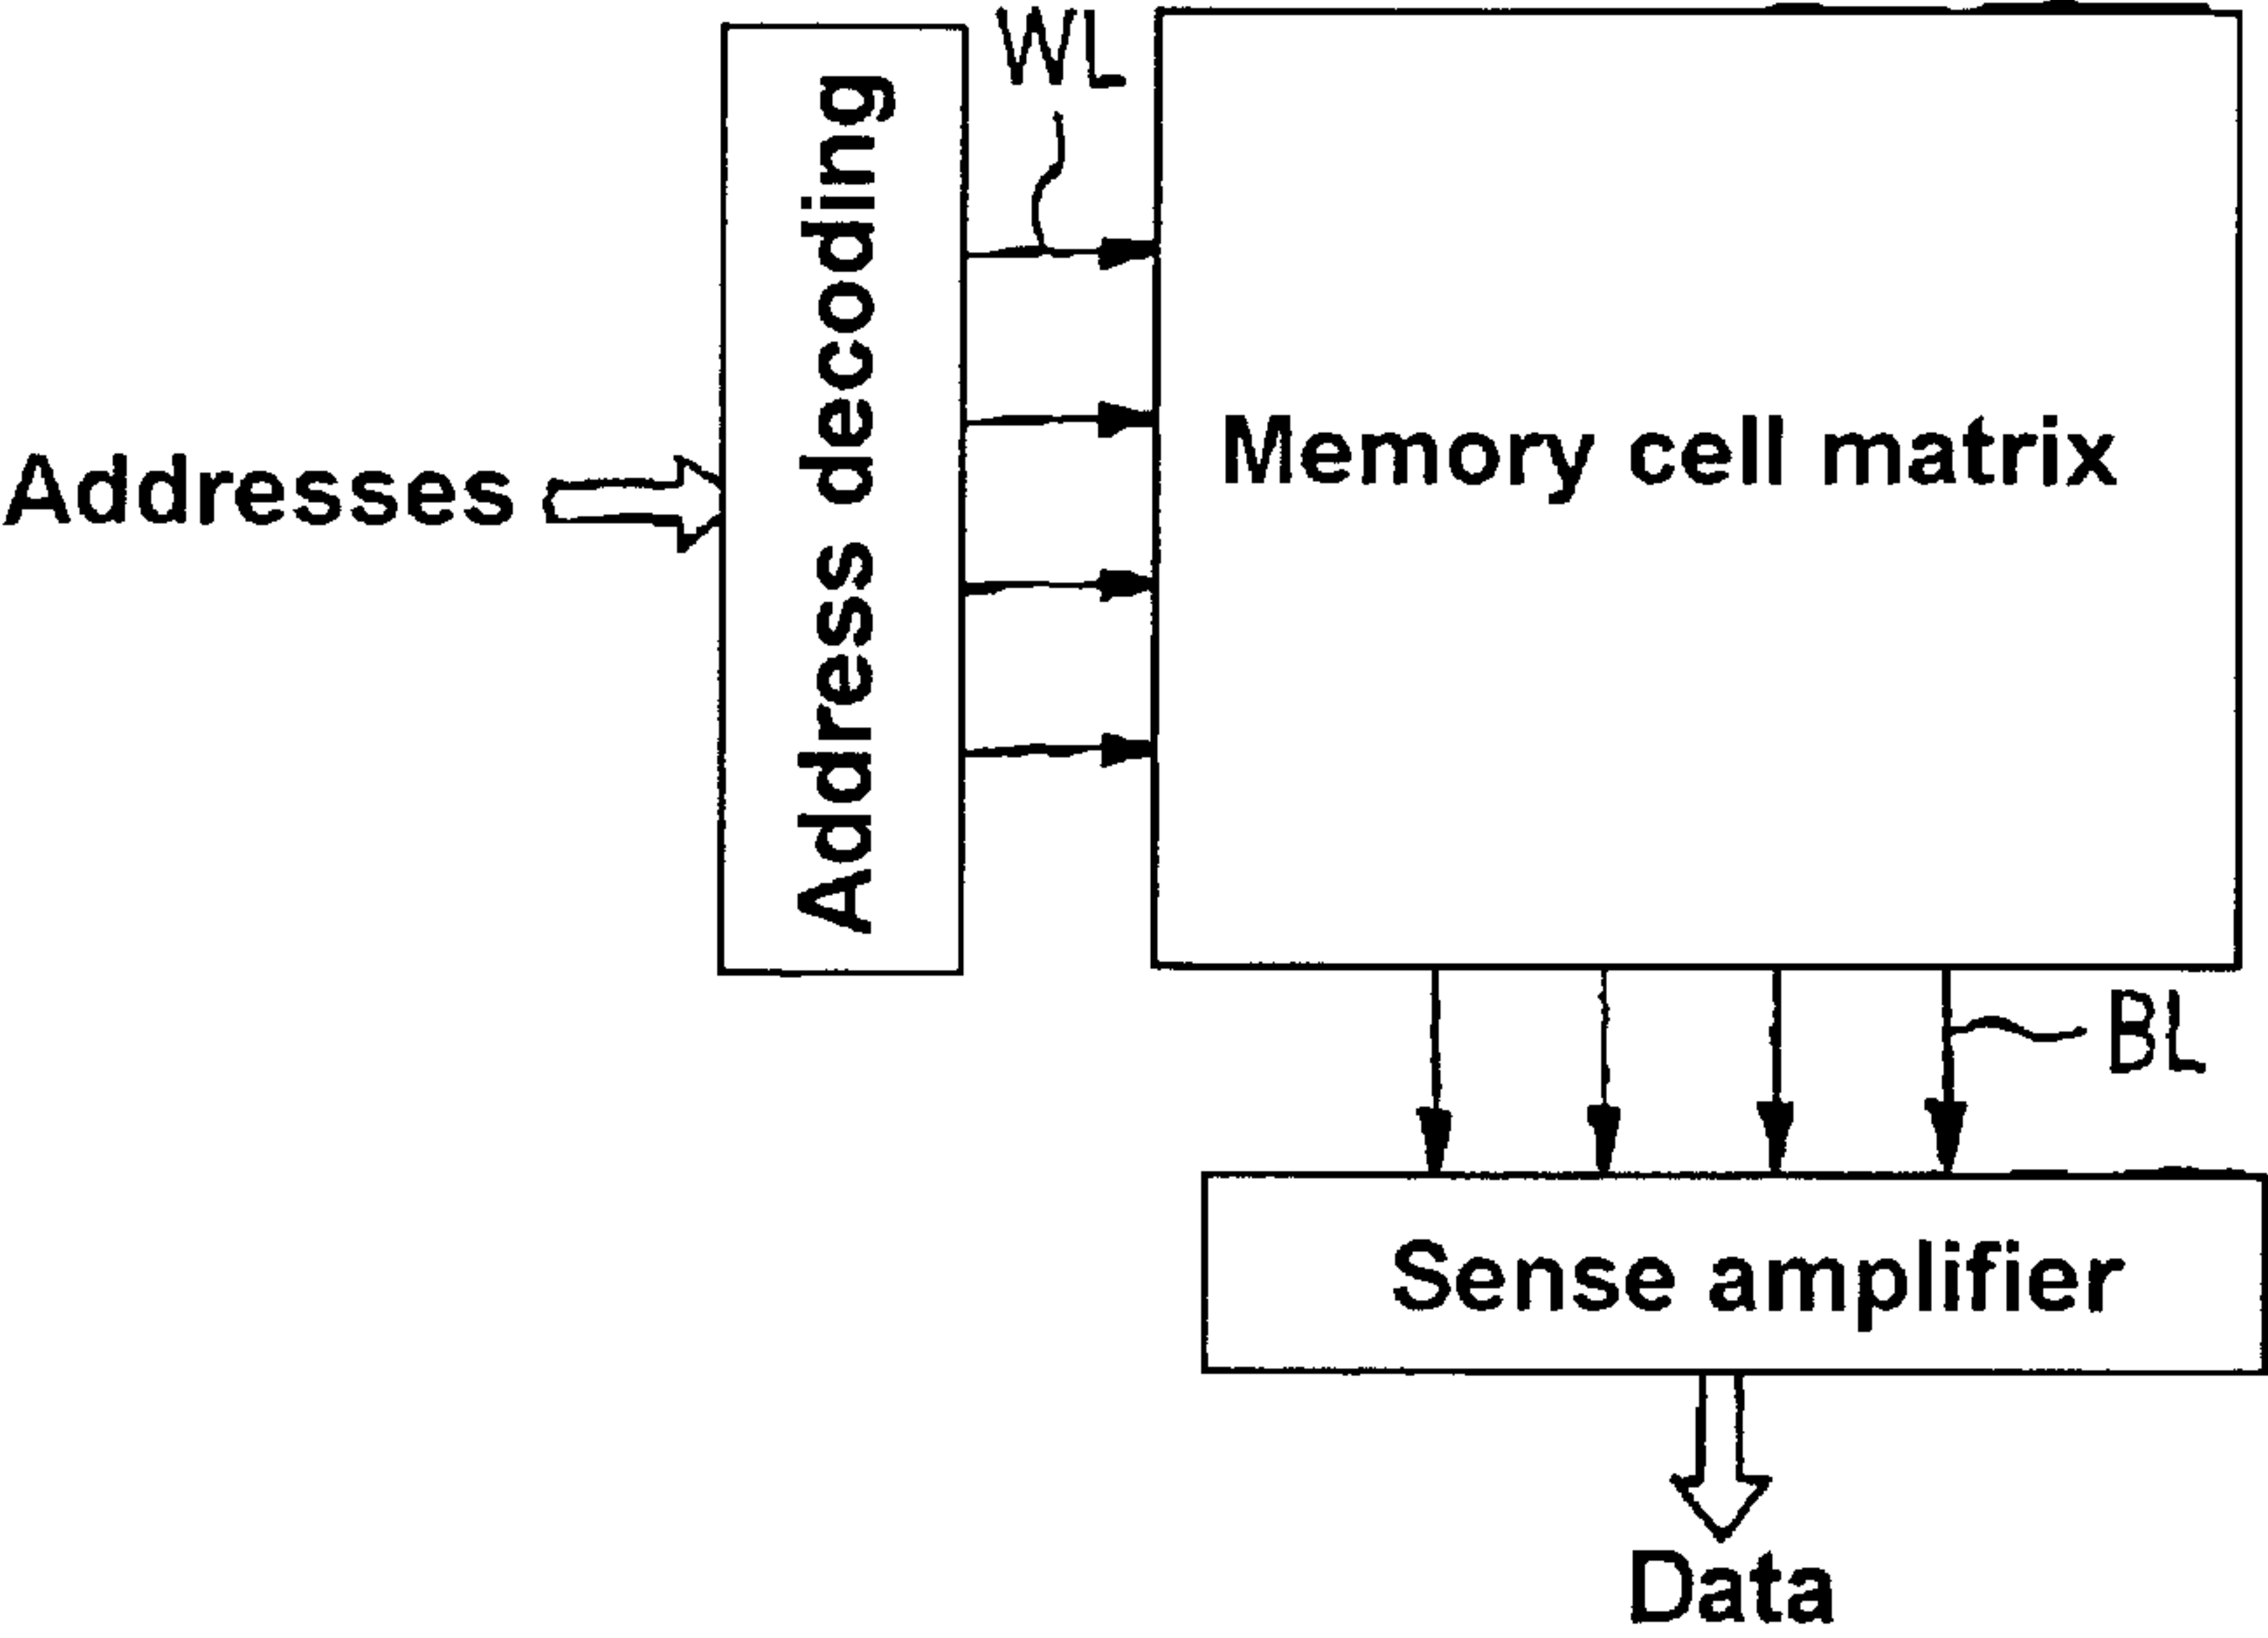 WL
Address decoding
Memory cell matrix
Addresses
BL
Sense amplifier
Data